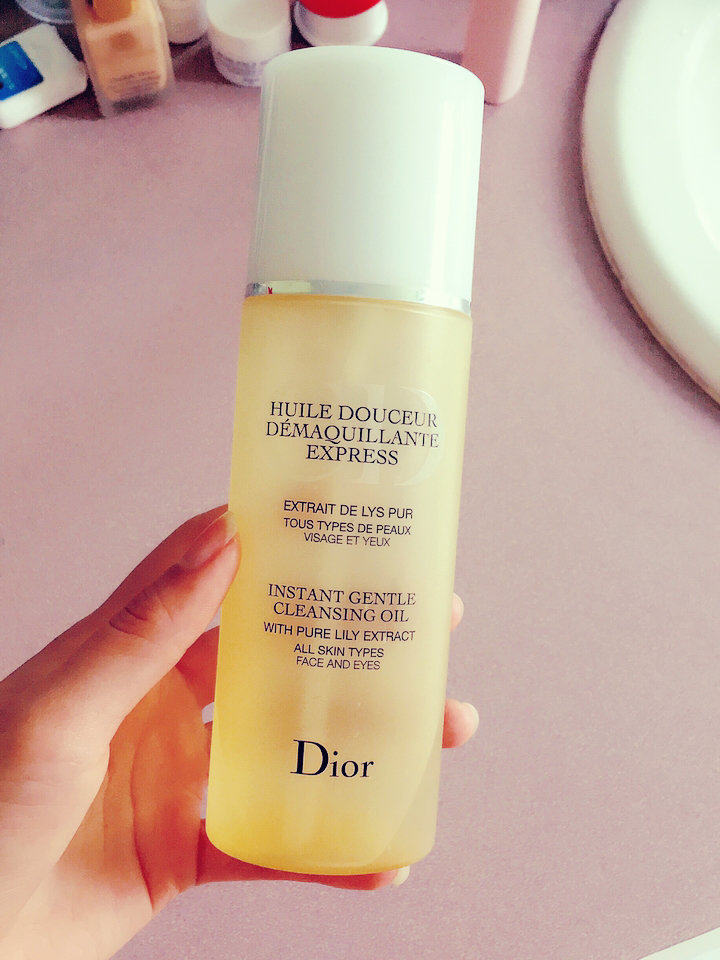 HUILE DOUCEUR
DÉMAQUILLANTE
EXPRESS
EXTRAIT DE LYS PUR
TOUS TYPES DE PEAUX
VISAGE ET YEUX
INSTANT GENTLE
CLEANSING OIL
WITH PURE LILY EXTRACT
ALL SKIN TYPES
FACE AND EYES
Dior